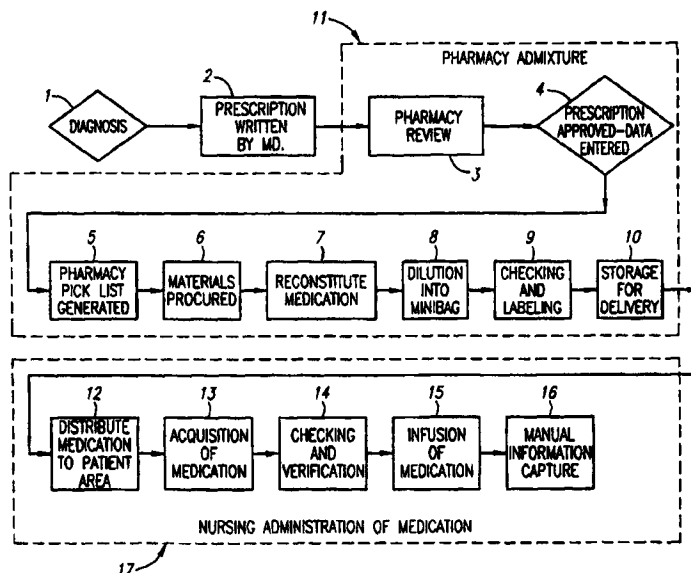 11
PHARMACY ADMIXTURE
1
DIAGNOSIS
2
PRESCRIPTION
WRITTEN
BY MD.
PHARMACY
REVIEW
3
4
PRESCRIPTION
APPROVED-DATA
ENTERED
5
PHARMACY
PICK LIST
GENERATED
6
MATERIALS
PROCURED
7
RECONSTITUTE
MEDICATION
8
DILUTION
INTO
MINIBAG
9
CHECKING
AND
LABELING
10
STORAGE
FOR
DELIVERY
12
DISTRIBUTE
MEDICATION
TO PATIENT
AREA
13
ACQUISITION
OF
MEDICATION
14
CHECKING
AND
VERIFICATION
15
INFUSION
OF
MEDICATION
16
MANUAL
INFORMATION
CAPTURE
NURSING ADMINISTRATION OF MEDICATION
17